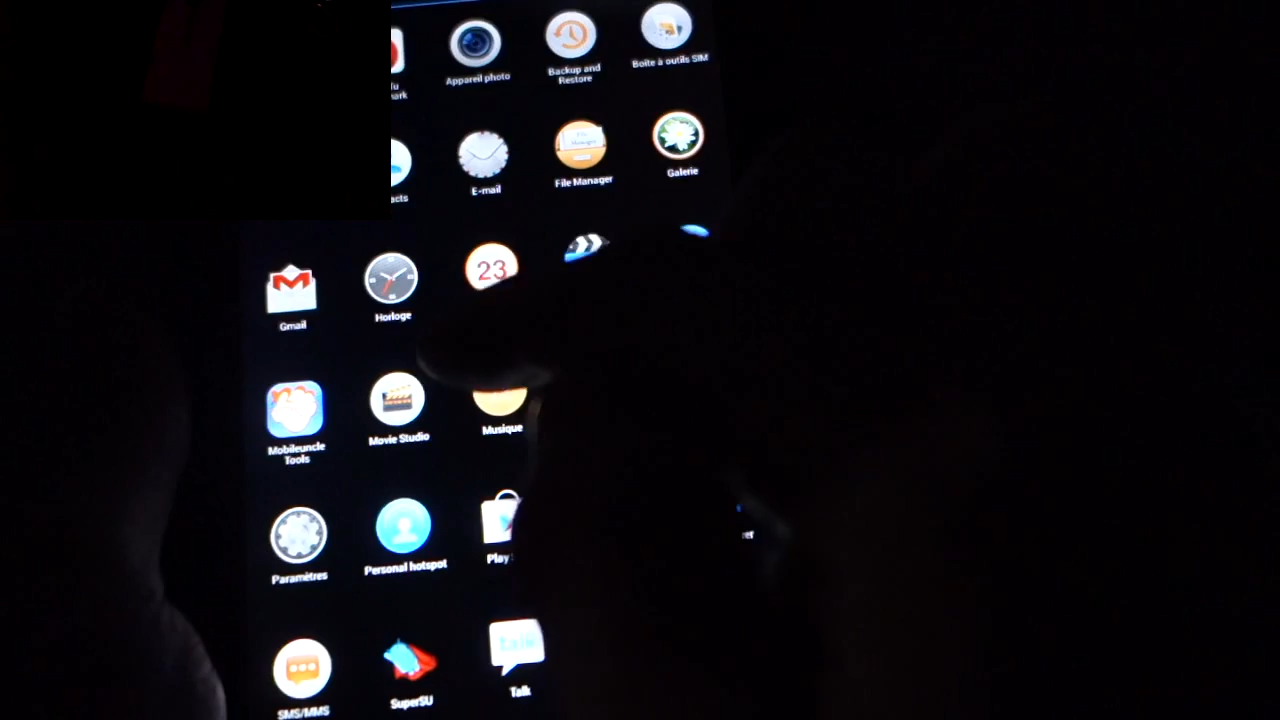 Appareil photo
Backup and
Restore
Boîte à outils SIM
E-mail
File Manager
Galerie
23
Gmail
Horloge
Mobileuncle
Tools
Movie Studio
Musique
Paramètres
Personal hotspot
Play
SMS/MMS
SuperSU
talk
Talk